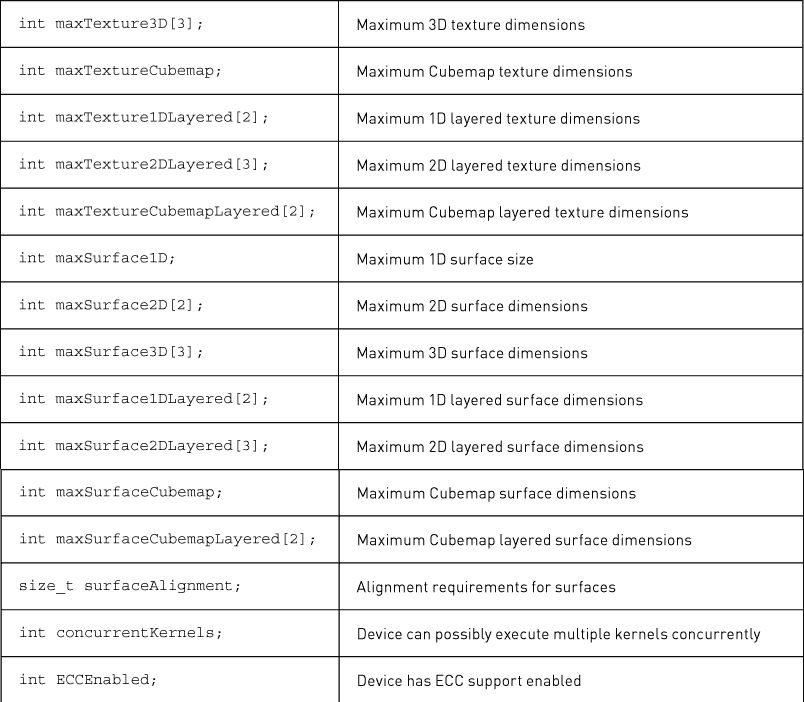 int maxTexture3D[3]; Maximum 3D texture dimensions
int maxTextureCubemap; Maximum Cubemap texture dimensions
int maxTexture1DLayered[2]; Maximum 1D layered texture dimensions
int maxTexture2DLayered[3]; Maximum 2D layered texture dimensions
int maxTextureCubemapLayered[2]; Maximum Cubemap layered texture dimensions
int maxSurface1D; Maximum 1D surface size
int maxSurface2D[2]; Maximum 2D surface dimensions
int maxSurface3D[3]; Maximum 3D surface dimensions
int maxSurface1DLayered[2]; Maximum 1D layered surface dimensions
int maxSurface2DLayered[3]; Maximum 2D layered surface dimensions
int maxSurfaceCubemap; Maximum Cubemap surface dimensions
int maxSurfaceCubemapLayered[2]; Maximum Cubemap layered surface dimensions
size_t surfaceAlignment; Alignment requirements for surfaces
int concurrentKernels; Device can possibly execute multiple kernels concurrently
int ECCEnabled; Device has ECC support enabled